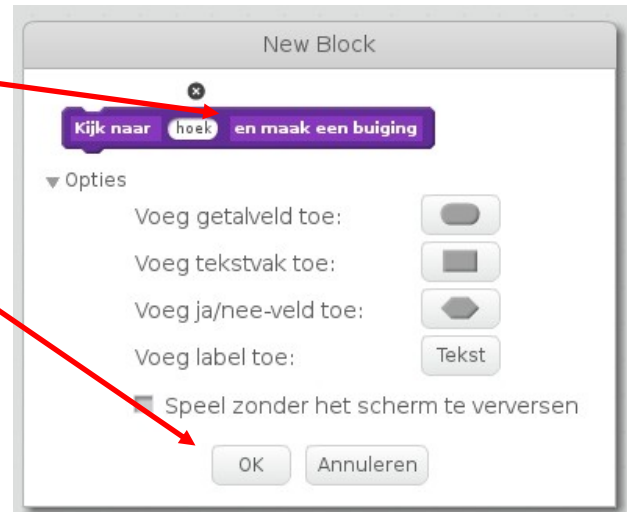 New Block
Kijk naar hoek en maak een buiging
Opties
Voeg getalveld toe:
Voeg tekstvak toe:
Voeg ja/nee-veld toe:
Voeg label toe: Tekst
Speel zonder het scherm te verversen
OK Annuleren